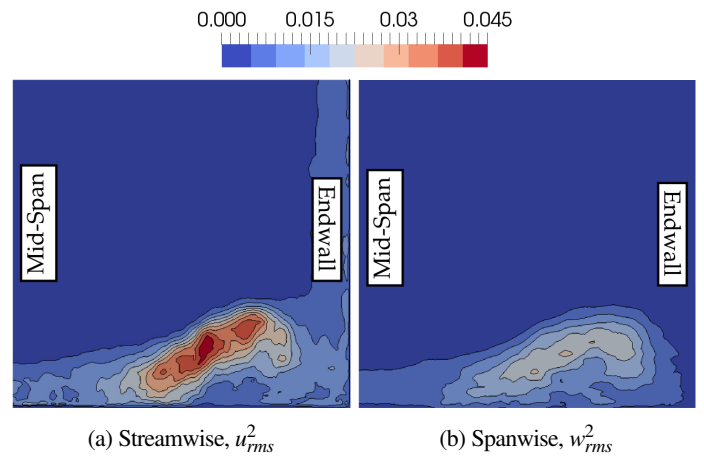 0.000 0.015 0.03 0.045
Mid-Span
Endwall
Mid-Span
Endwall
(a) Streamwise, u²rms
(b) Spanwise, w²rms